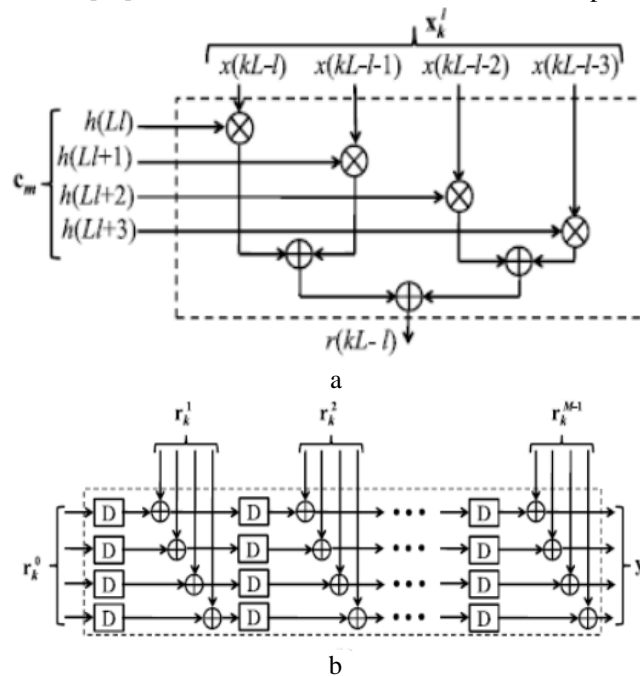 x_k^l
x(kL-l) x(kL-l-1) x(kL-l-2) x(kL-l-3)
c_m
h(Ll)
h(Ll+1)
h(Ll+2)
h(Ll+3)
r(kL- l)
a
r_k^1 r_k^2 r_k^{M-1}
D D D
D D D
r_k^0 y
D D D
D D D
b